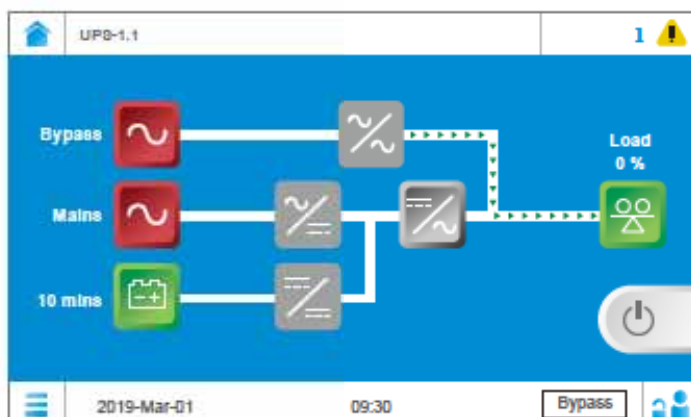 UPS-1.1
1
Bypass
Load
0 %
Mains
10 mins
2019-Mar-01
09:30
Bypass